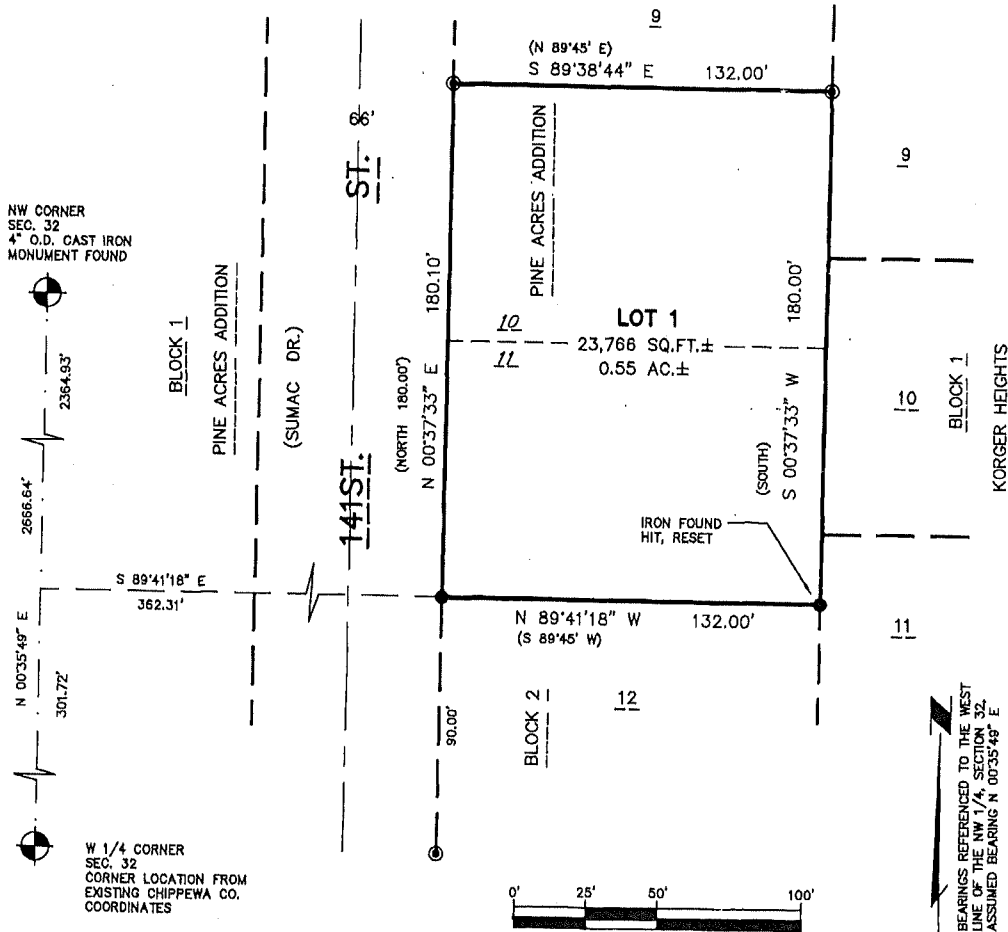 9
(N 89°45' E)
S 89°38'44" E 132.00'
66'
ST.
PINE ACRES ADDITION
9
NW CORNER
SEC. 32
4" O.D. CAST IRON
MONUMENT FOUND
2364.93'
BLOCK 1
PINE ACRES ADDITION
(SUMAC DR.)
180.10'
180.00'
10
11
LOT 1
23,766 SQ.FT.±
0.55 AC.±
10
BLOCK 1
KORGER HEIGHTS
2666.64'
141ST.
(NORTH 180.00')
N 00°37'33" E
(SOUTH)
S 00°37'33" W
IRON FOUND
HIT, RESET
S 89°41'18" E
362.31'
N 89°41'18" W 132.00'
(S 89°45' W)
11
N 00°35'49" E
301.72'
90.00'
BLOCK 2
12
W 1/4 CORNER
SEC. 32
CORNER LOCATION FROM
EXISTING CHIPPEWA CO.
COORDINATES
0' 25' 50' 100'
BEARINGS REFERENCED TO THE WEST
LINE OF THE NW 1/4, SECTION 32,
ASSUMED BEARING N 00°35'49" E